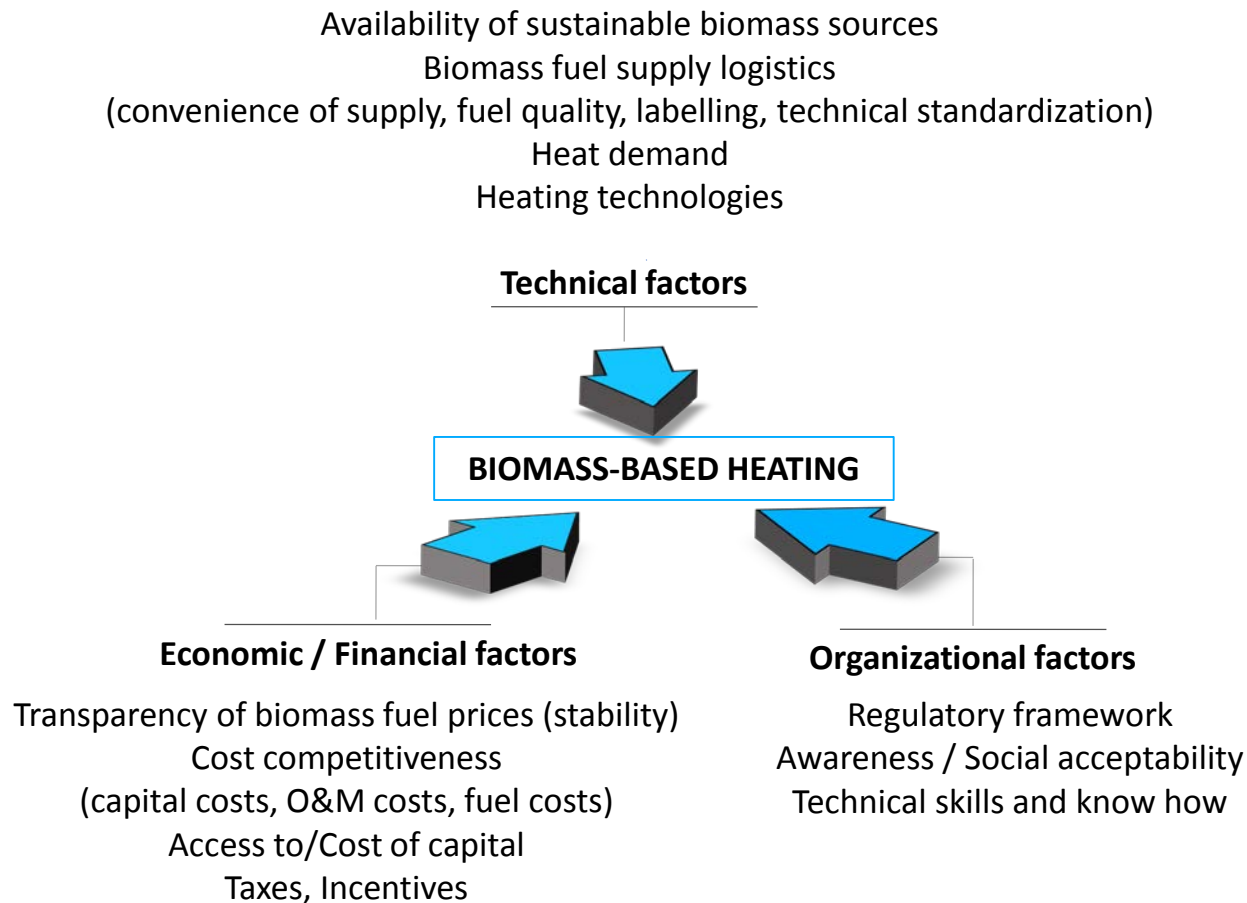 Availability of sustainable biomass sources
Biomass fuel supply logistics
(convenience of supply, fuel quality, labelling, technical standardization)
Heat demand
Heating technologies
Technical factors
BIOMASS-BASED HEATING
Economic / Financial factors
Transparency of biomass fuel prices (stability)
Cost competitiveness
(capital costs, O&M costs, fuel costs)
Access to/Cost of capital
Taxes, Incentives
Organizational factors
Regulatory framework
Awareness / Social acceptability
Technical skills and know how